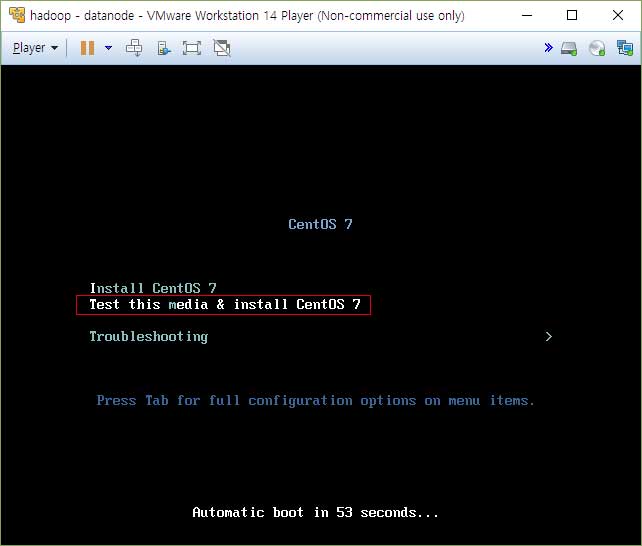 hadoop - datanode - VMware Workstation 14 Player (Non-commercial use only)
Player
CentOS 7
Install CentOS 7
Test this media & install CentOS 7
Troubleshooting >
Press Tab for full configuration options on menu items.
Automatic boot in 53 seconds...